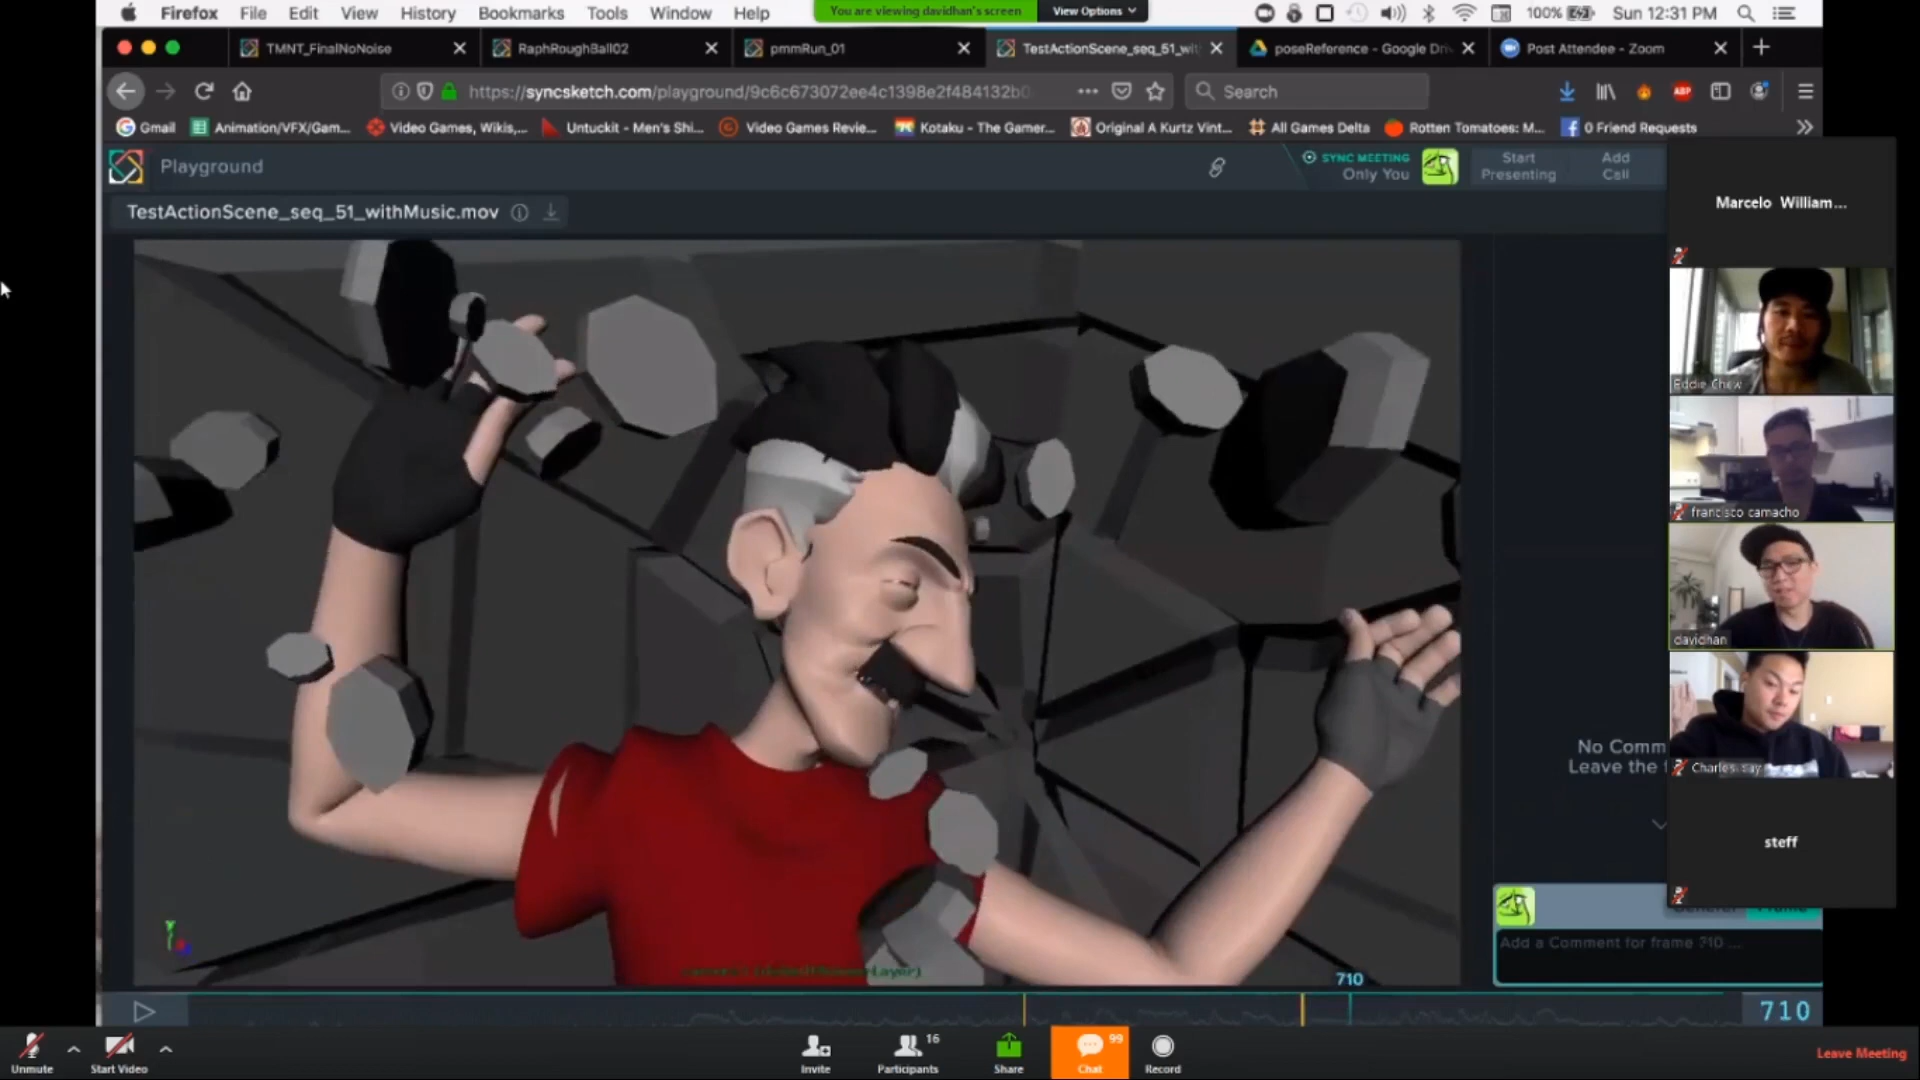 Firefox File Edit View History Bookmarks Tools Window Help
You are viewing davidhan's screen View Options
100% Sun 12:31 PM
TMNT_FinalNoNoise RaphRoughBall02 pmmRun_01 TestActionScene_seq_51_wit poseReference - Google Dri Post Attendee - Zoom
https://syncsketch.com/playground/9c6c673072ee4c1398e2f484132b0 Search
ABP
Gmail Animation/VFX/Gam... Video Games, Wikis,... Untuckit - Men's Shi... Video Games Revie... Kotaku - The Gamer... Original A Kurtz Vint... All Games Delta Rotten Tomatoes: M... 0 Friend Requests
Playground
SYNC MEETING
Only You
Start
Presenting
Add
Call
TestActionScene_seq_51_withMusic.mov
Marcelo William...
Eddie Chew
francisco camacho
davidhan
Charles say
steff
No Comm
Leave the f
Add a Comment for frame 710 ...
710
710
Unmute Start Video Invite Participants 16 Share Chat 99 Record
Leave Meeting